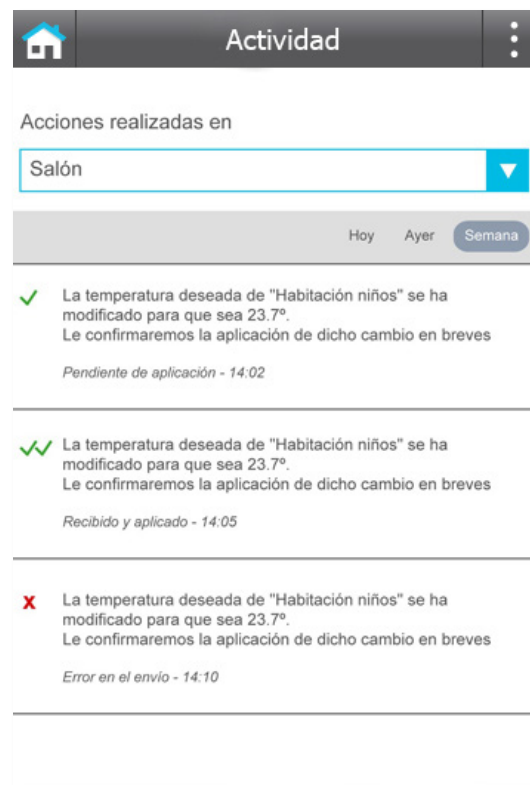 Actividad
Acciones realizadas en
Salón
Hoy Ayer Semana
La temperatura deseada de "Habitación niños" se ha
modificado para que sea 23.7º.
Le confirmaremos la aplicación de dicho cambio en breves
Pendiente de aplicación - 14:02
La temperatura deseada de "Habitación niños" se ha
modificado para que sea 23.7º.
Le confirmaremos la aplicación de dicho cambio en breves
Recibido y aplicado - 14:05
La temperatura deseada de "Habitación niños" se ha
modificado para que sea 23.7º.
Le confirmaremos la aplicación de dicho cambio en breves
Error en el envío - 14:10